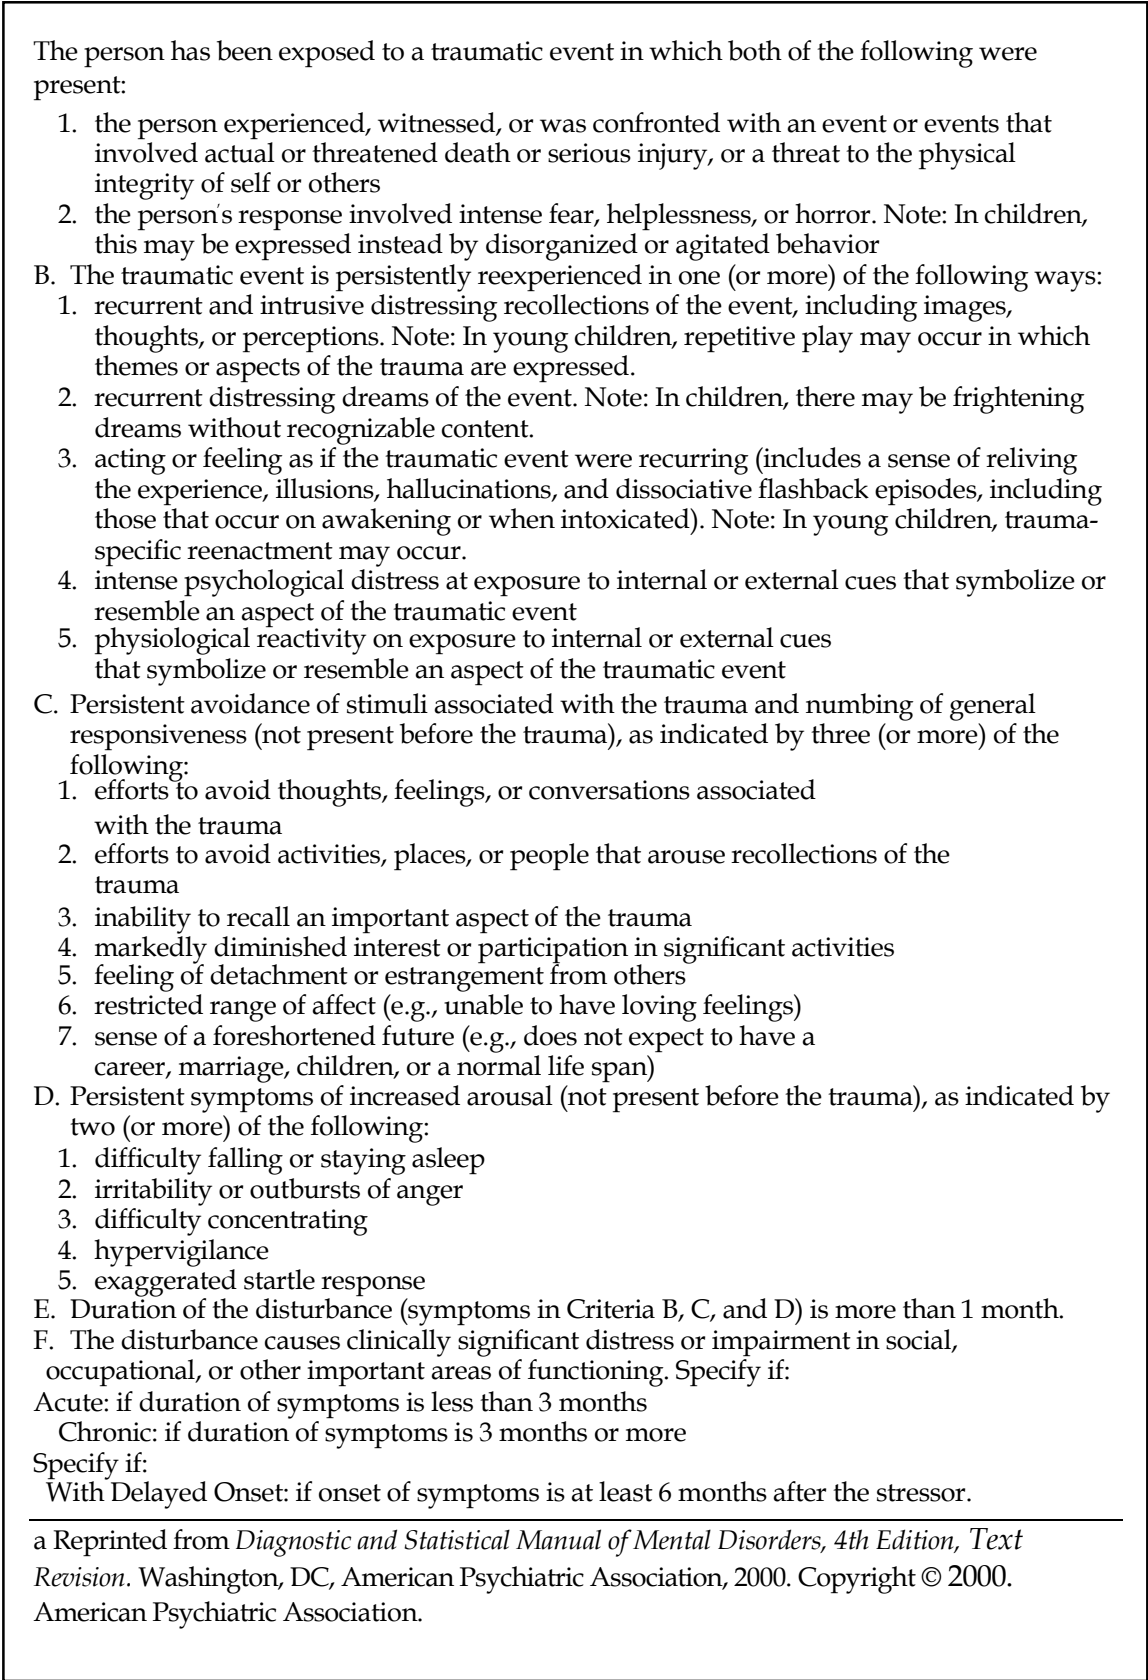 The person has been exposed to a traumatic event in which both of the following were
present:
1. the person experienced, witnessed, or was confronted with an event or events that
involved actual or threatened death or serious injury, or a threat to the physical
integrity of self or others
2. the person's response involved intense fear, helplessness, or horror. Note: In children,
this may be expressed instead by disorganized or agitated behavior
B. The traumatic event is persistently reexperienced in one (or more) of the following ways:
1. recurrent and intrusive distressing recollections of the event, including images,
thoughts, or perceptions. Note: In young children, repetitive play may occur in which
themes or aspects of the trauma are expressed.
2. recurrent distressing dreams of the event. Note: In children, there may be frightening
dreams without recognizable content.
3. acting or feeling as if the traumatic event were recurring (includes a sense of reliving
the experience, illusions, hallucinations, and dissociative flashback episodes, including
those that occur on awakening or when intoxicated). Note: In young children, trauma-
specific reenactment may occur.
4. intense psychological distress at exposure to internal or external cues that symbolize or
resemble an aspect of the traumatic event
5. physiological reactivity on exposure to internal or external cues
that symbolize or resemble an aspect of the traumatic event
C. Persistent avoidance of stimuli associated with the trauma and numbing of general
responsiveness (not present before the trauma), as indicated by three (or more) of the
following:
1. efforts to avoid thoughts, feelings, or conversations associated
with the trauma
2. efforts to avoid activities, places, or people that arouse recollections of the
trauma
3. inability to recall an important aspect of the trauma
4. markedly diminished interest or participation in significant activities
5. feeling of detachment or estrangement from others
6. restricted range of affect (e.g., unable to have loving feelings)
7. sense of a foreshortened future (e.g., does not expect to have a
career, marriage, children, or a normal life span)
D. Persistent symptoms of increased arousal (not present before the trauma), as indicated by
two (or more) of the following:
1. difficulty falling or staying asleep
2. irritability or outbursts of anger
3. difficulty concentrating
4. hypervigilance
5. exaggerated startle response
E. Duration of the disturbance (symptoms in Criteria B, C, and D) is more than 1 month.
F. The disturbance causes clinically significant distress or impairment in social,
occupational, or other important areas of functioning. Specify if:
Acute: if duration of symptoms is less than 3 months
Chronic: if duration of symptoms is 3 months or more
Specify if:
With Delayed Onset: if onset of symptoms is at least 6 months after the stressor.
a Reprinted from Diagnostic and Statistical Manual of Mental Disorders, 4th Edition, Text
Revision. Washington, DC, American Psychiatric Association, 2000. Copyright © 2000.
American Psychiatric Association.